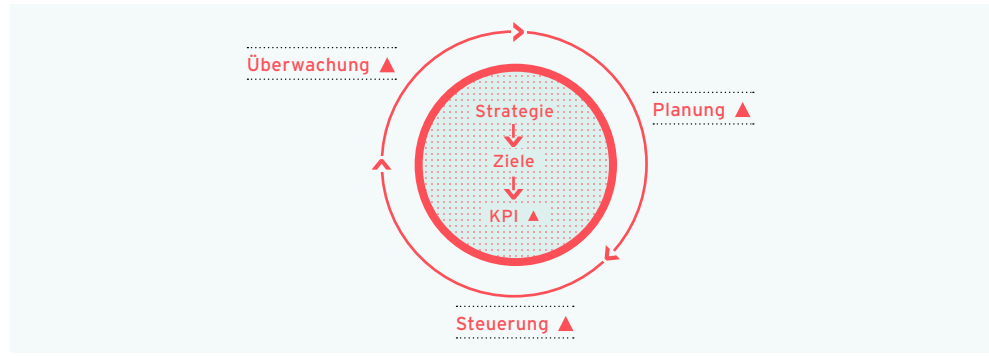 Überwachung ▲
Planung ▲
Strategie
Ziele
KPI ▲
Steuerung ▲